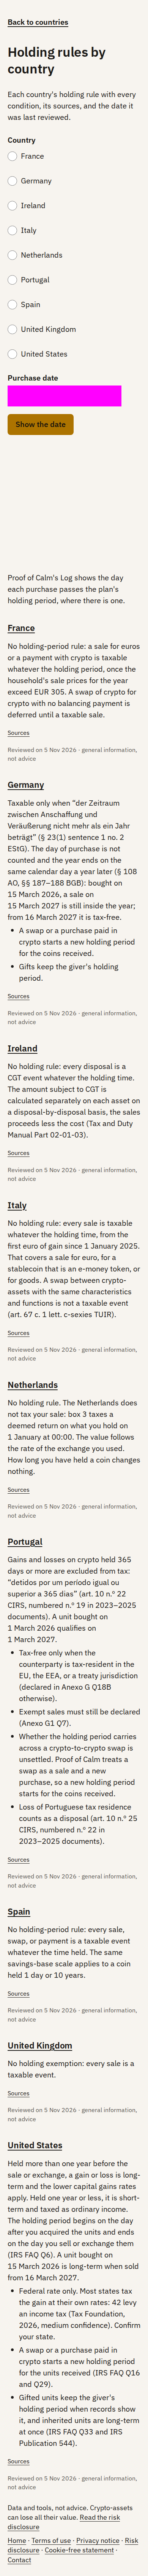 Back to countries
Holding rules by
country
Each country's holding rule with every
condition, its sources, and the date it
was last reviewed.
Country
France
Germany
Ireland
Italy
Netherlands
Portugal
Spain
United Kingdom
United States
Purchase date
Show the date
Proof of Calm's Log shows the day
each purchase passes the plan's
holding period, where there is one.
France
No holding-period rule: a sale for euros
or a payment with crypto is taxable
whatever the holding period, once the
household's sale prices for the year
exceed EUR 305. A swap of crypto for
crypto with no balancing payment is
deferred until a taxable sale.
Sources
Reviewed on 5 Nov 2026 · general information,
not advice
Germany
Taxable only when “der Zeitraum
zwischen Anschaffung und
Veräußerung nicht mehr als ein Jahr
beträgt” (§ 23(1) sentence 1 no. 2
EStG). The day of purchase is not
counted and the year ends on the
same calendar day a year later (§ 108
AO, §§ 187–188 BGB): bought on
15 March 2026, a sale on
15 March 2027 is still inside the year;
from 16 March 2027 it is tax-free.
A swap or a purchase paid in
crypto starts a new holding period
for the coins received.
Gifts keep the giver's holding
period.
Sources
Reviewed on 5 Nov 2026 · general information,
not advice
Ireland
No holding rule: every disposal is a
CGT event whatever the holding time.
The amount subject to CGT is
calculated separately on each asset on
a disposal-by-disposal basis, the sales
proceeds less the cost (Tax and Duty
Manual Part 02-01-03).
Sources
Reviewed on 5 Nov 2026 · general information,
not advice
Italy
No holding rule: every sale is taxable
whatever the holding time, from the
first euro of gain since 1 January 2025.
That covers a sale for euro, for a
stablecoin that is an e-money token, or
for goods. A swap between crypto-
assets with the same characteristics
and functions is not a taxable event
(art. 67 c. 1 lett. c-sexies TUIR).
Sources
Reviewed on 5 Nov 2026 · general information,
not advice
Netherlands
No holding rule. The Netherlands does
not tax your sale: box 3 taxes a
deemed return on what you hold on
1 January at 00:00. The value follows
the rate of the exchange you used.
How long you have held a coin changes
nothing.
Sources
Reviewed on 5 Nov 2026 · general information,
not advice
Portugal
Gains and losses on crypto held 365
days or more are excluded from tax:
“detidos por um período igual ou
superior a 365 dias” (art. 10 n.º 22
CIRS, numbered n.º 19 in 2023–2025
documents). A unit bought on
1 March 2026 qualifies on
1 March 2027.
Tax-free only when the
counterparty is tax-resident in the
EU, the EEA, or a treaty jurisdiction
(declared in Anexo G Q18B
otherwise).
Exempt sales must still be declared
(Anexo G1 Q7).
Whether the holding period carries
across a crypto-to-crypto swap is
unsettled. Proof of Calm treats a
swap as a sale and a new
purchase, so a new holding period
starts for the coins received.
Loss of Portuguese tax residence
counts as a disposal (art. 10 n.º 25
CIRS, numbered n.º 22 in
2023–2025 documents).
Sources
Reviewed on 5 Nov 2026 · general information,
not advice
Spain
No holding-period rule: every sale,
swap, or payment is a taxable event
whatever the time held. The same
savings-base scale applies to a coin
held 1 day or 10 years.
Sources
Reviewed on 5 Nov 2026 · general information,
not advice
United Kingdom
No holding exemption: every sale is a
taxable event.
Sources
Reviewed on 5 Nov 2026 · general information,
not advice
United States
Held more than one year before the
sale or exchange, a gain or loss is long-
term and the lower capital gains rates
apply. Held one year or less, it is short-
term and taxed as ordinary income.
The holding period begins on the day
after you acquired the units and ends
on the day you sell or exchange them
(IRS FAQ Q6). A unit bought on
15 March 2026 is long-term when sold
from 16 March 2027.
Federal rate only. Most states tax
the gain at their own rates: 42 levy
an income tax (Tax Foundation,
2026, medium confidence). Confirm
your state.
A swap or a purchase paid in
crypto starts a new holding period
for the units received (IRS FAQ Q16
and Q29).
Gifted units keep the giver's
holding period when records show
it, and inherited units are long-term
at once (IRS FAQ Q33 and IRS
Publication 544).
Sources
Reviewed on 5 Nov 2026 · general information,
not advice
Data and tools, not advice. Crypto-assets
can lose all their value. Read the risk
disclosure
Home · Terms of use · Privacy notice · Risk
disclosure · Cookie-free statement ·
Contact